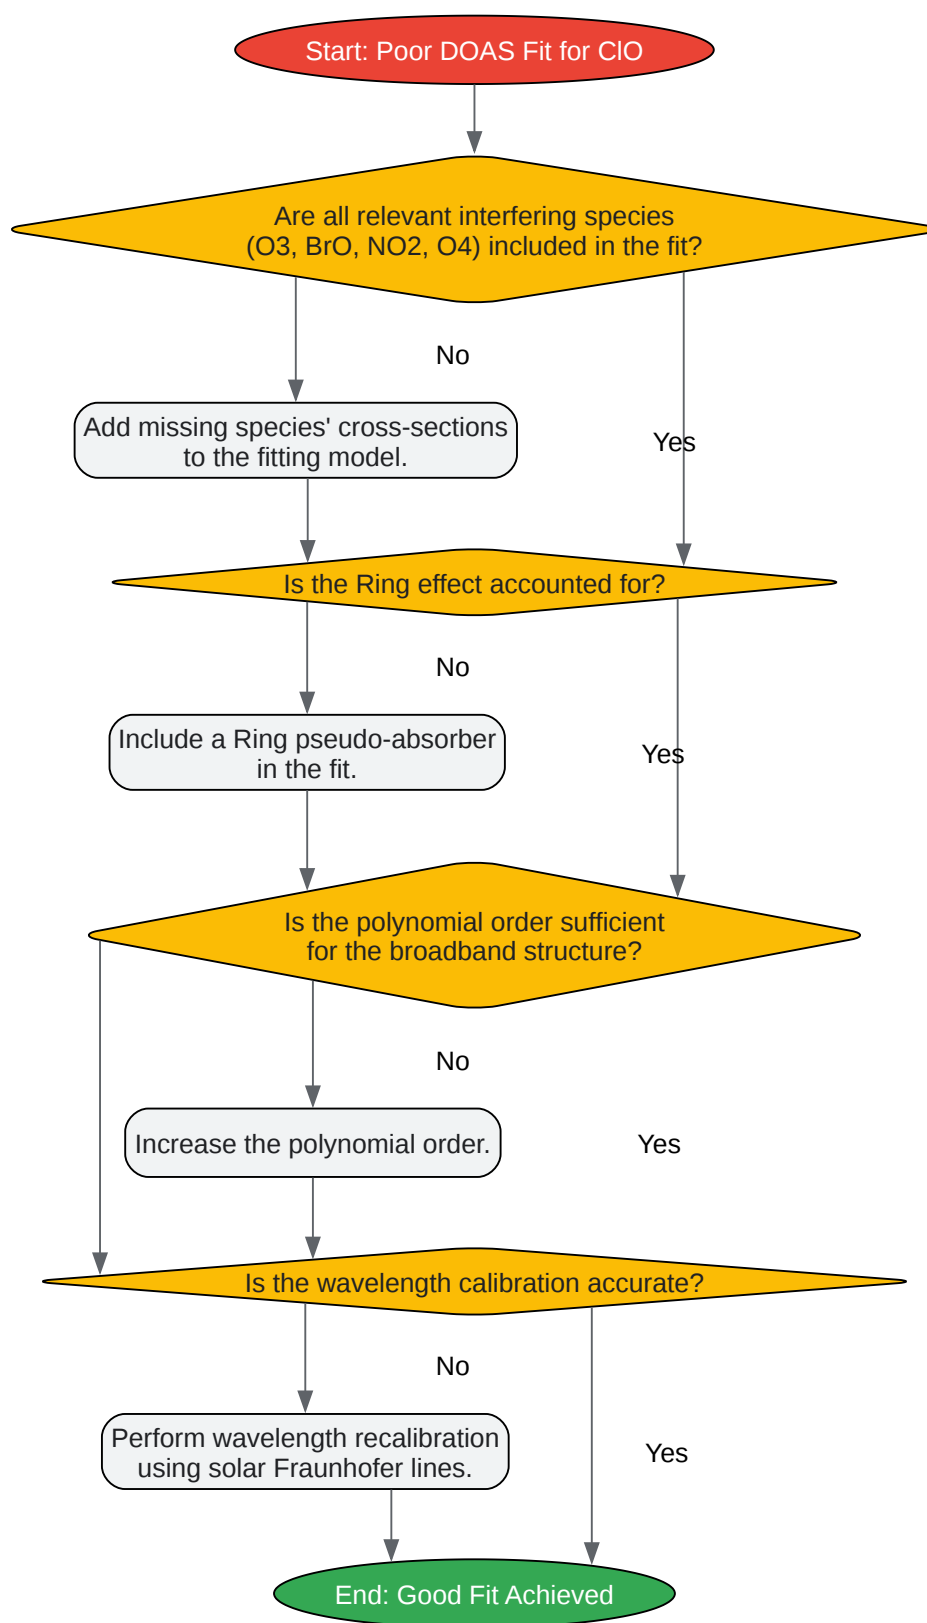 Start: Poor DOAS Fit for ClO
Are all relevant interfering species
(O3, BrO, NO2, O4) included in the fit?
No
Add missing species' cross-sections
to the fitting model.
Yes
Is the Ring effect accounted for?
No
Include a Ring pseudo-absorber
in the fit.
Yes
Is the polynomial order sufficient
for the broadband structure?
No
Increase the polynomial order.
Yes
Is the wavelength calibration accurate?
No
Perform wavelength recalibration
using solar Fraunhofer lines.
Yes
End: Good Fit Achieved